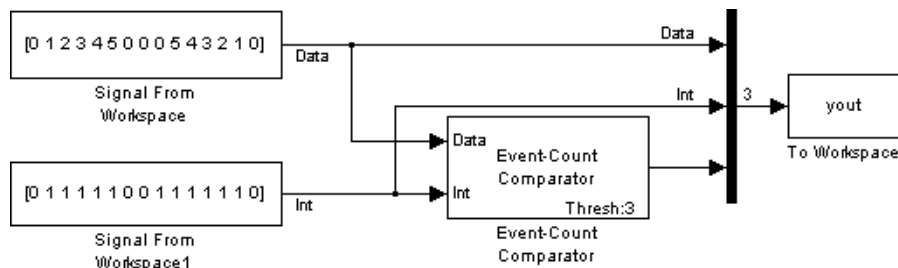 [0 1 2 3 4 5 0 0 0 5 4 3 2 1 0]
Data
Data
Signal From
Workspace
Int
3
yout
To Workspace
Data
Int
Event-Count
Comparator
Thresh:3
Event-Count
Comparator
[0 1 1 1 1 1 0 0 1 1 1 1 1 1 0]
Int
Signal From
Workspace1